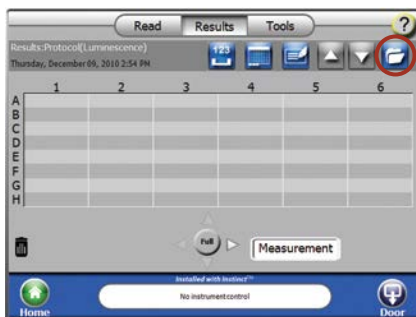 Read Results Tools ?
Results:Protocol(Luminescence)
Thursday, December 09, 2010 2:54 PM
123
1 2 3 4 5 6
A
B
C
D
E
F
G
H
Full
Measurement
Installed with Instinct™
No instrument control
Home
Door